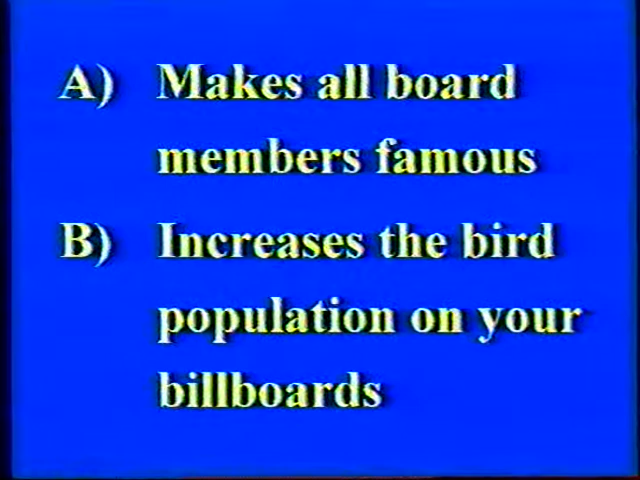 A) Makes all board
members famous
B) Increases the bird
population on your
billboards